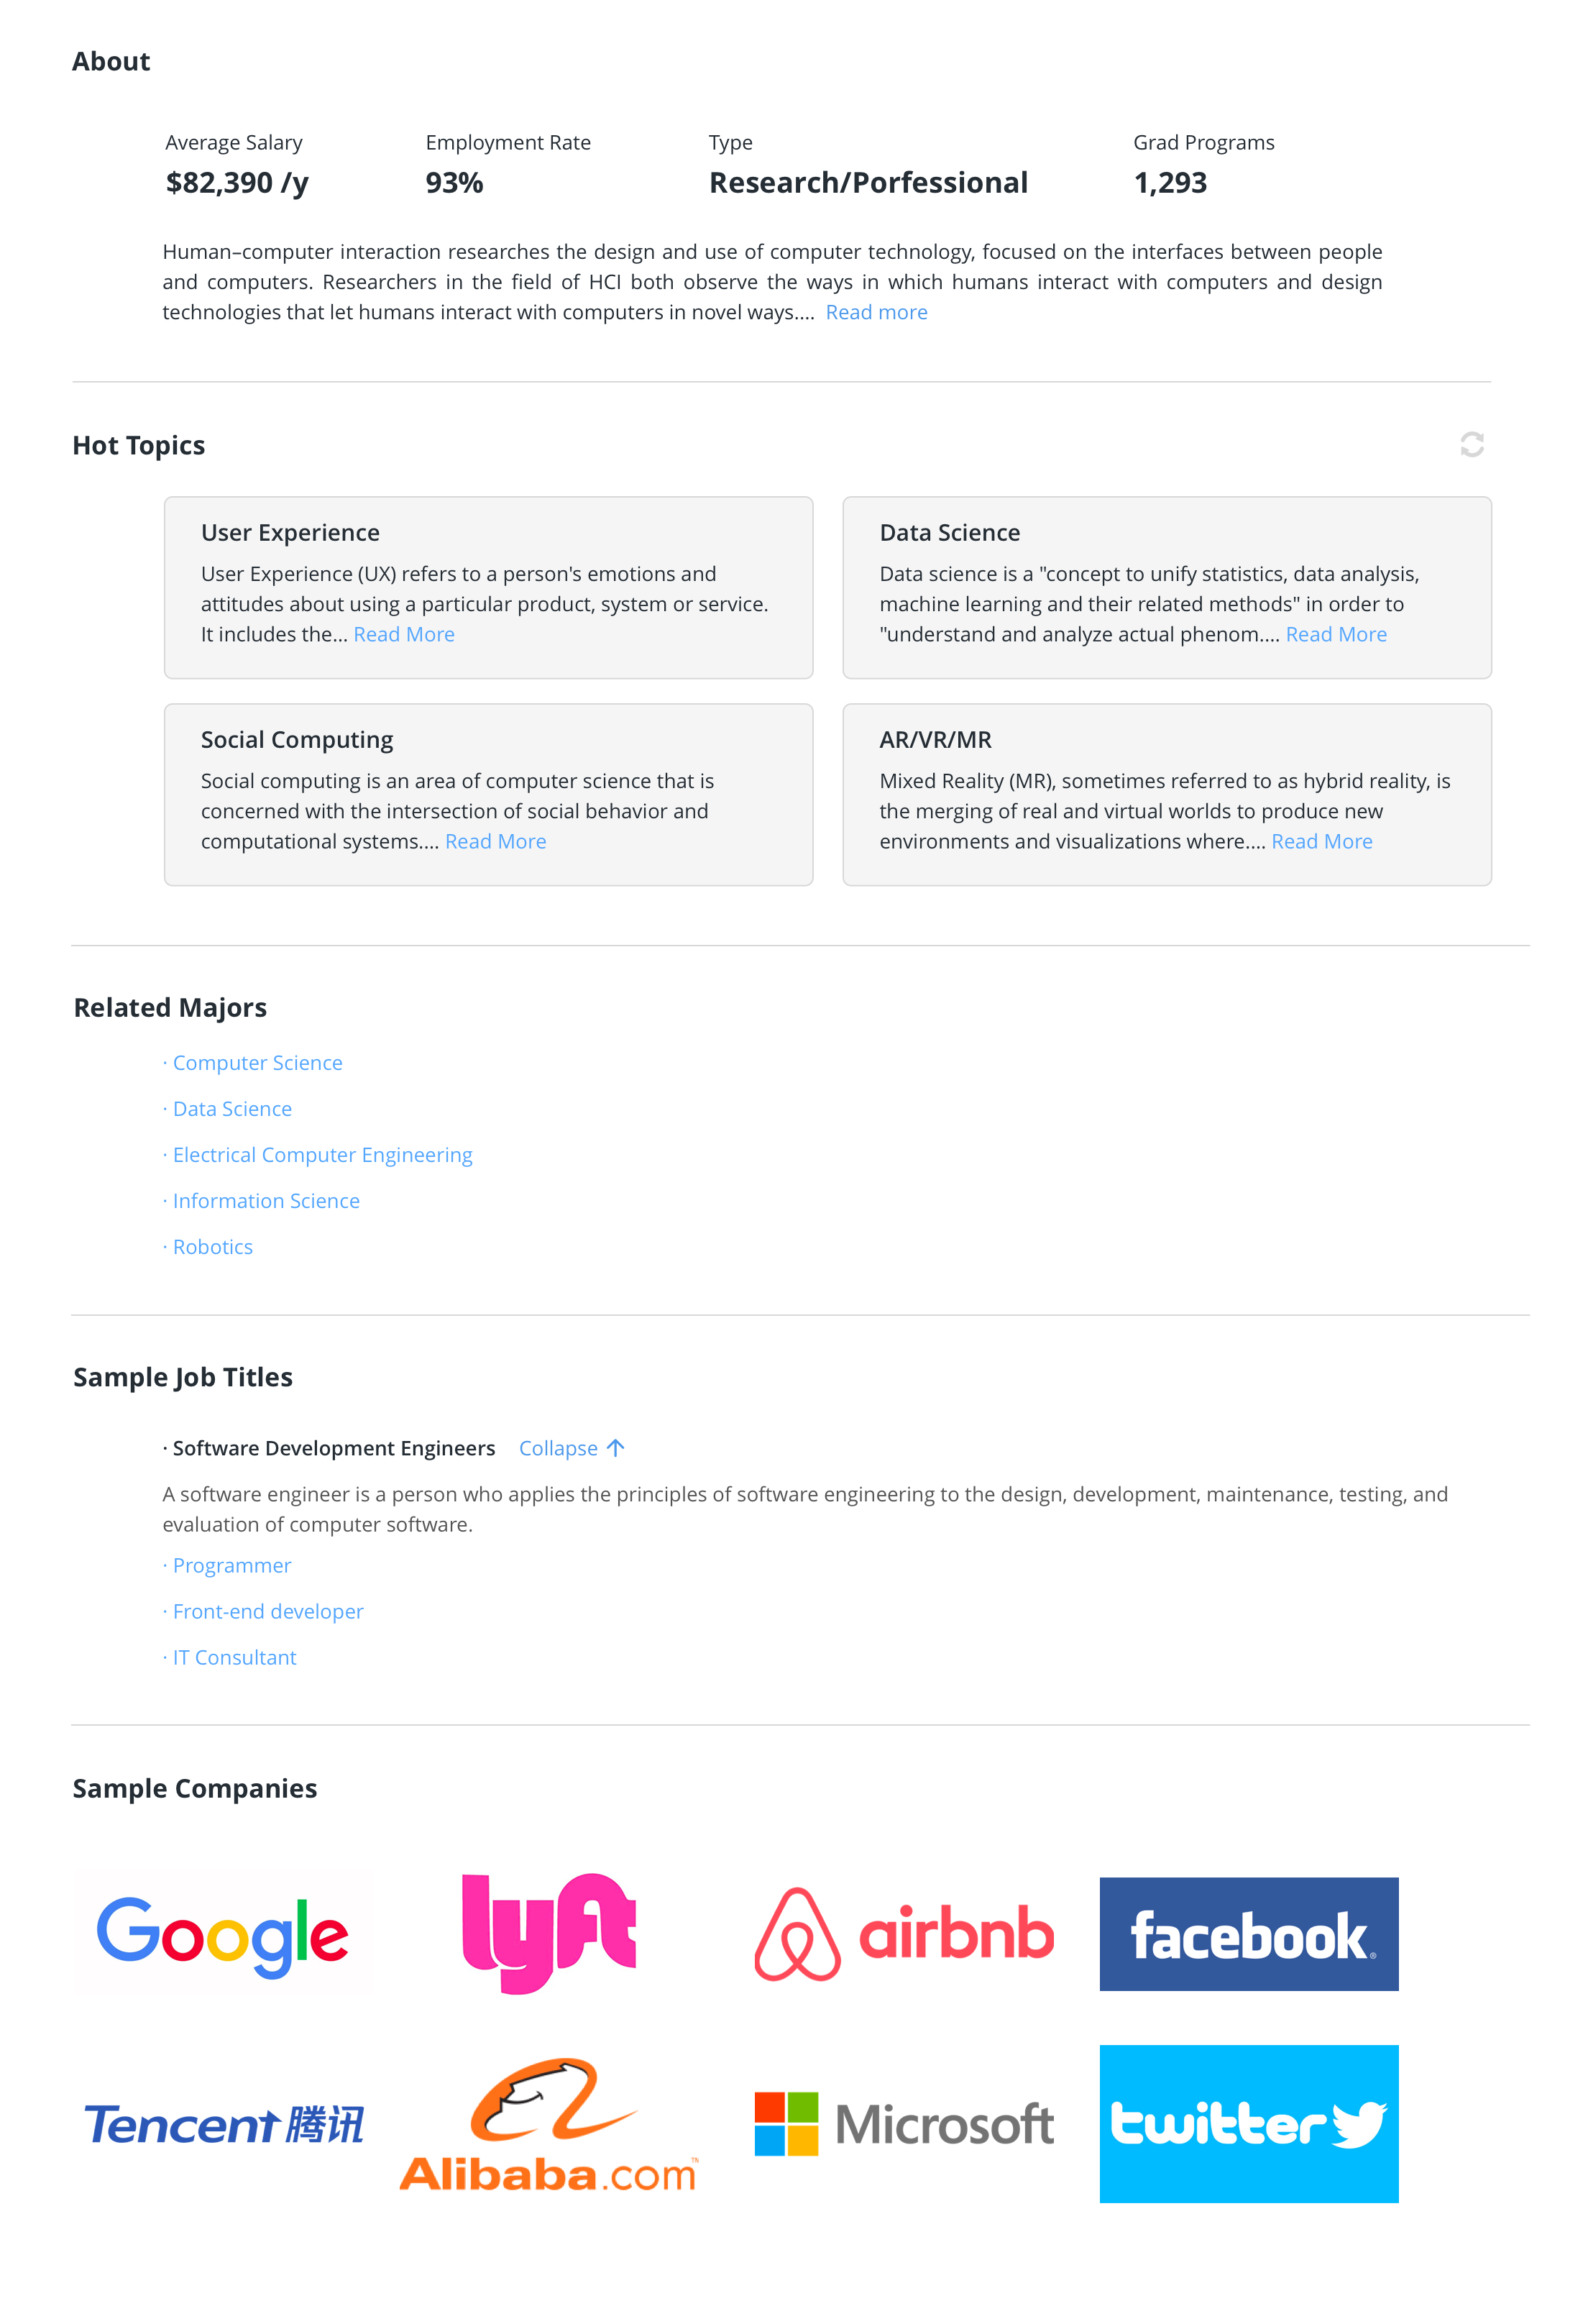 About
Average Salary
Employment Rate
Type
Grad Programs
$82,390 /y
93%
Research/Porfessional
1,293
Human–computer interaction researches the design and use of computer technology, focused on the interfaces between people
and computers. Researchers in the field of HCI both observe the ways in which humans interact with computers and design
technologies that let humans interact with computers in novel ways.... Read more
Hot Topics
User Experience
User Experience (UX) refers to a person's emotions and
attitudes about using a particular product, system or service.
It includes the... Read More
Data Science
Data science is a "concept to unify statistics, data analysis,
machine learning and their related methods" in order to
"understand and analyze actual phenom.... Read More
Social Computing
Social computing is an area of computer science that is
concerned with the intersection of social behavior and
computational systems.... Read More
AR/VR/MR
Mixed Reality (MR), sometimes referred to as hybrid reality, is
the merging of real and virtual worlds to produce new
environments and visualizations where.... Read More
Related Majors
· Computer Science
· Data Science
· Electrical Computer Engineering
· Information Science
· Robotics
Sample Job Titles
· Software Development Engineers Collapse ↑
A software engineer is a person who applies the principles of software engineering to the design, development, maintenance, testing, and
evaluation of computer software.
· Programmer
· Front-end developer
· IT Consultant
Sample Companies
Google
lyft
airbnb
facebook®
Tencent 腾讯
Alibaba.com™
Microsoft
twitter